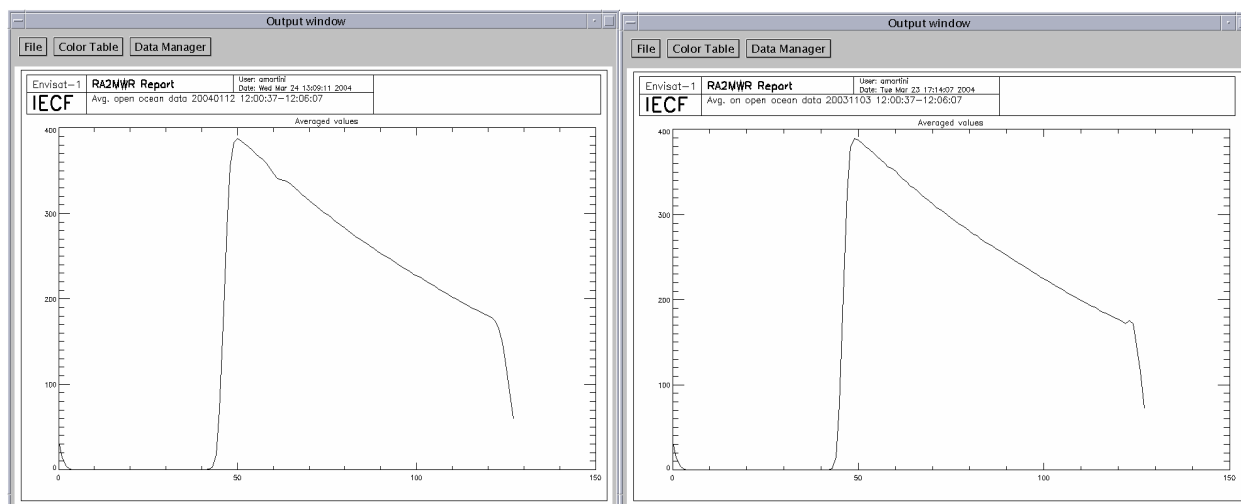 Output window
File Color Table Data Manager
Envisat-1 RA2MWR Report User: amartini
Date: Wed Mar 24 13:09:11 2004
IECF Avg. open ocean data 20040112 12:00:37-12:06:07
Averaged values
400
300
200
100
0
0 50 100 150
Output window
File Color Table Data Manager
Envisat-1 RA2MWR Report User: amartini
Date: Tue Mar 23 17:14:07 2004
IECF Avg. on open ocean data 20031103 12:00:37-12:06:07
Averaged values
400
300
200
100
0
0 50 100 150